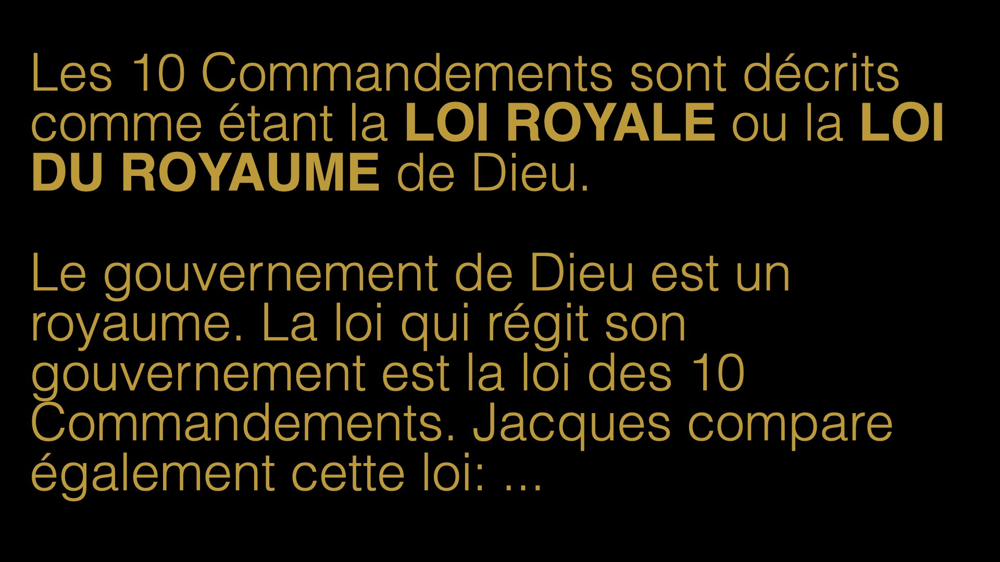 Les 10 Commandements sont décrits
comme étant la LOI ROYALE ou la LOI
DU ROYAUME de Dieu.
Le gouvernement de Dieu est un
royaume. La loi qui régit son
gouvernement est la loi des 10
Commandements. Jacques compare
également cette loi: ...